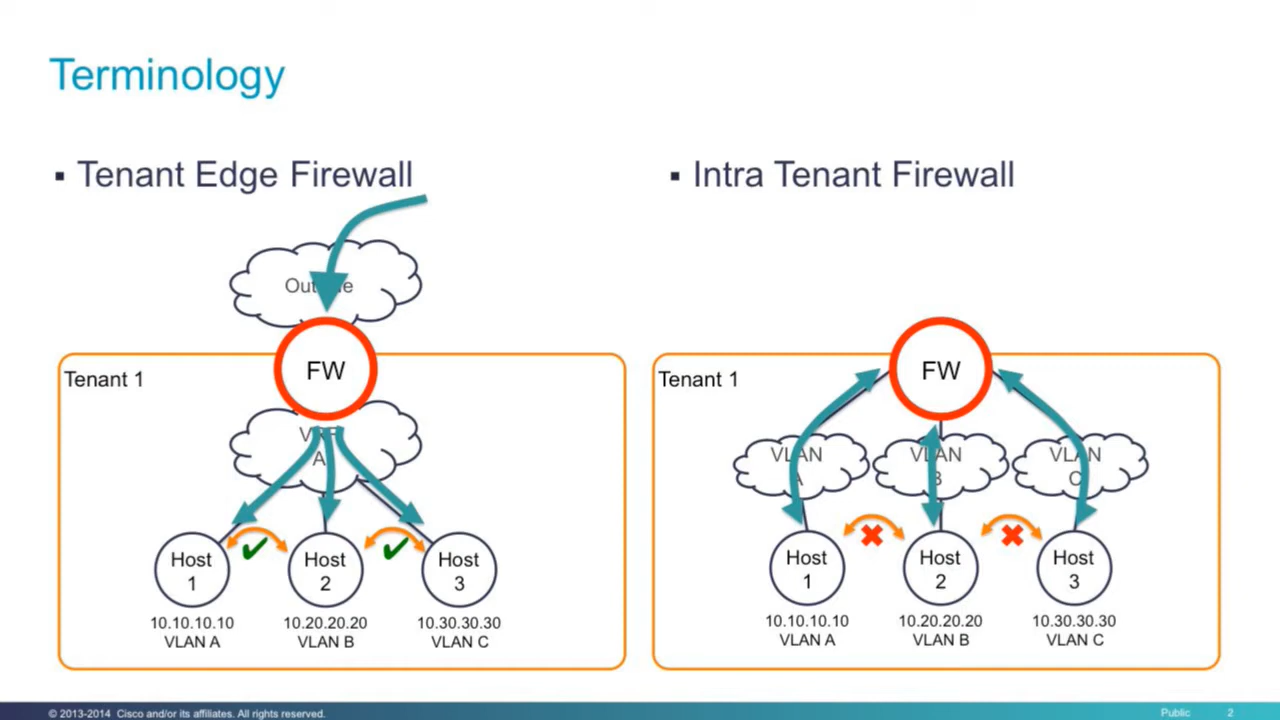 Terminology
▪ Tenant Edge Firewall
FW
Tenant 1
A
Host
1
10.10.10.10
VLAN A
Host
2
10.20.20.20
VLAN B
Host
3
10.30.30.30
VLAN C
▪ Intra Tenant Firewall
FW
Tenant 1
VLAN
VLAN
B
VLAN
C
Host
1
10.10.10.10
VLAN A
Host
2
10.20.20.20
VLAN B
Host
3
10.30.30.30
VLAN C
© 2013-2014 Cisco and/or its affiliates. All rights reserved.
Public 2